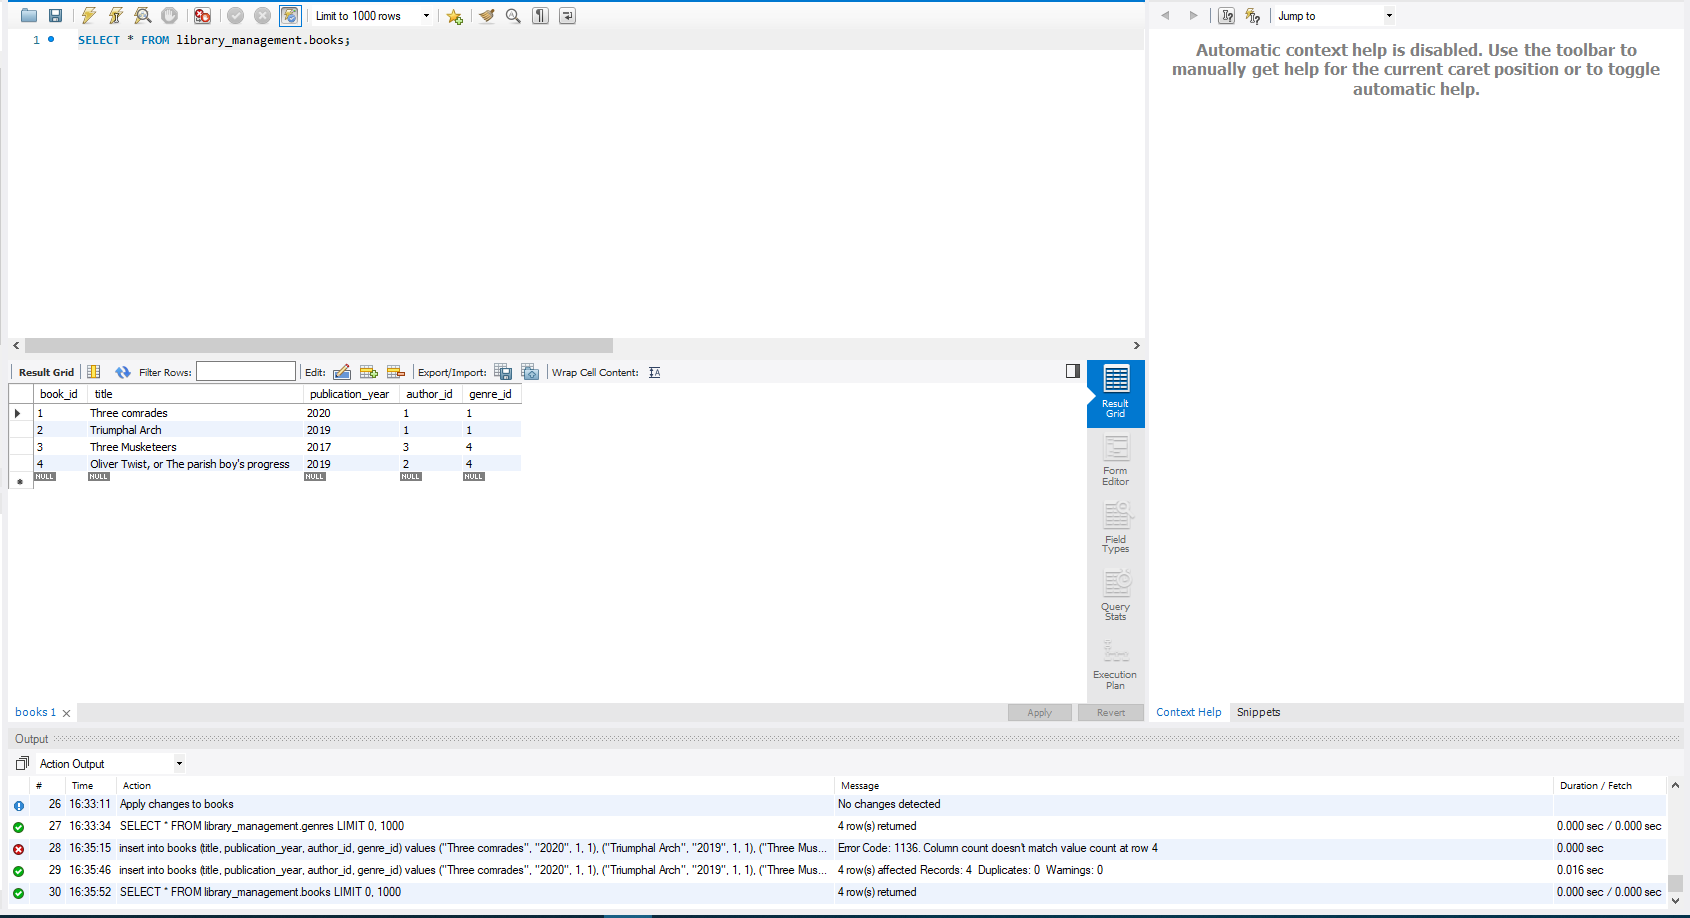 Limit to 1000 rows
Jump to
1 SELECT * FROM library_management.books;
Automatic context help is disabled. Use the toolbar to
manually get help for the current caret position or to toggle
automatic help.
Result Grid Filter Rows: Edit: Export/Import: Wrap Cell Content:
book_id title publication_year author_id genre_id
1 Three comrades 2020 1 1
2 Triumphal Arch 2019 1 1
3 Three Musketeers 2017 3 4
4 Oliver Twist, or The parish boy's progress 2019 2 4
NULL NULL NULL NULL NULL
Result
Grid
Form
Editor
Field
Types
Query
Stats
Execution
Plan
books 1 Apply Revert
Context Help Snippets
Output
Action Output
# Time Action Message Duration / Fetch
26 16:33:11 Apply changes to books No changes detected
27 16:33:34 SELECT * FROM library_management.genres LIMIT 0, 1000 4 row(s) returned 0.000 sec / 0.000 sec
28 16:35:15 insert into books (title, publication_year, author_id, genre_id) values ("Three comrades", "2020", 1, 1), ("Triumphal Arch", "2019", 1, 1), ("Three Mus... Error Code: 1136. Column count doesn't match value count at row 4 0.000 sec
29 16:35:46 insert into books (title, publication_year, author_id, genre_id) values ("Three comrades", "2020", 1, 1), ("Triumphal Arch", "2019", 1, 1), ("Three Mus... 4 row(s) affected Records: 4 Duplicates: 0 Warnings: 0 0.016 sec
30 16:35:52 SELECT * FROM library_management.books LIMIT 0, 1000 4 row(s) returned 0.000 sec / 0.000 sec